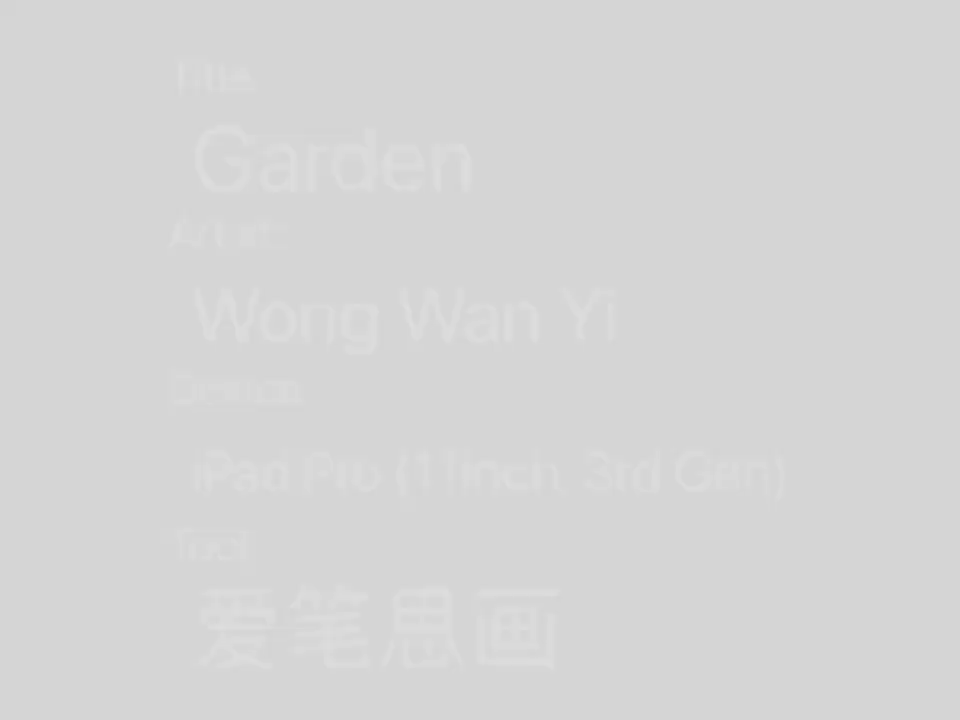 Title
Garden
Artist
Wong Wan Yi
Device
iPad Pro (11inch, 3rd Gen)
Tool
爱笔思画